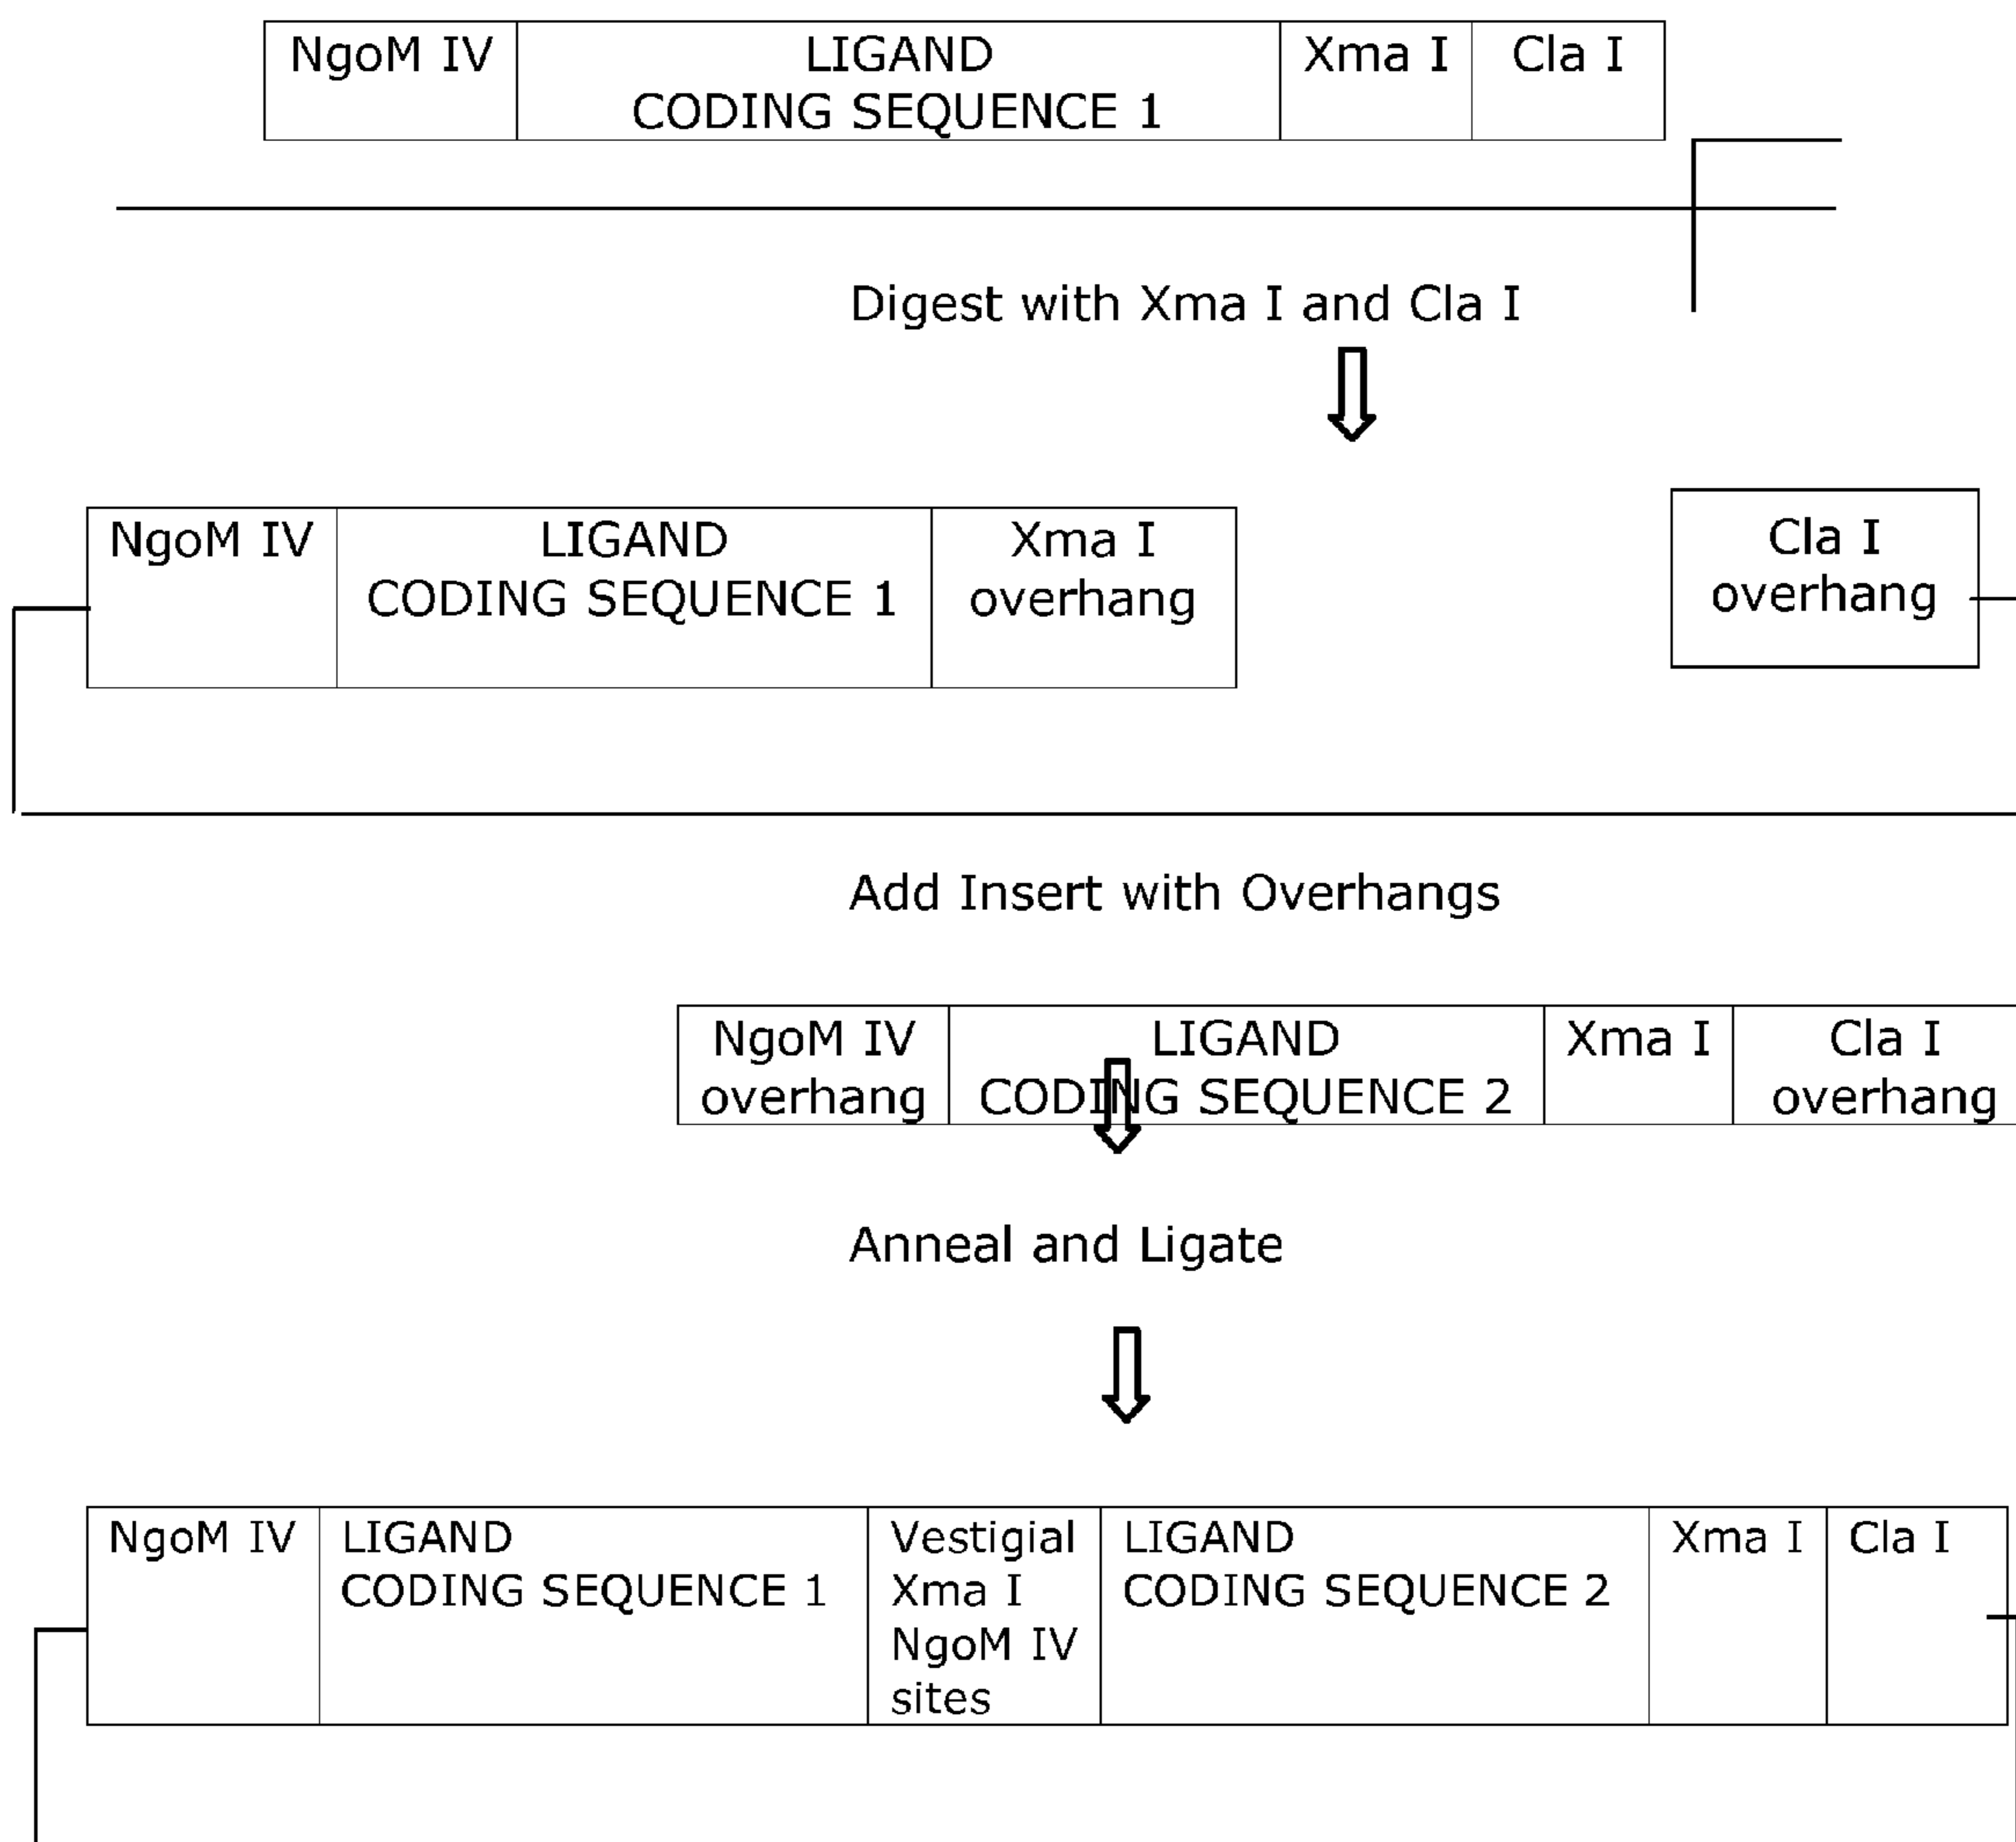 NgoM IV
LIGAND
CODING SEQUENCE 1
Xma I
Cla I
Digest with Xma I and Cla I
NgoM IV
LIGAND
CODING SEQUENCE 1
Xma I
overhang
Cla I
overhang
Add Insert with Overhangs
NgoM IV
overhang
LIGAND
CODING SEQUENCE 2
Xma I
Cla I
overhang
Anneal and Ligate
NgoM IV
LIGAND
CODING SEQUENCE 1
Vestigial
Xma I
NgoM IV
sites
LIGAND
CODING SEQUENCE 2
Xma I
Cla I